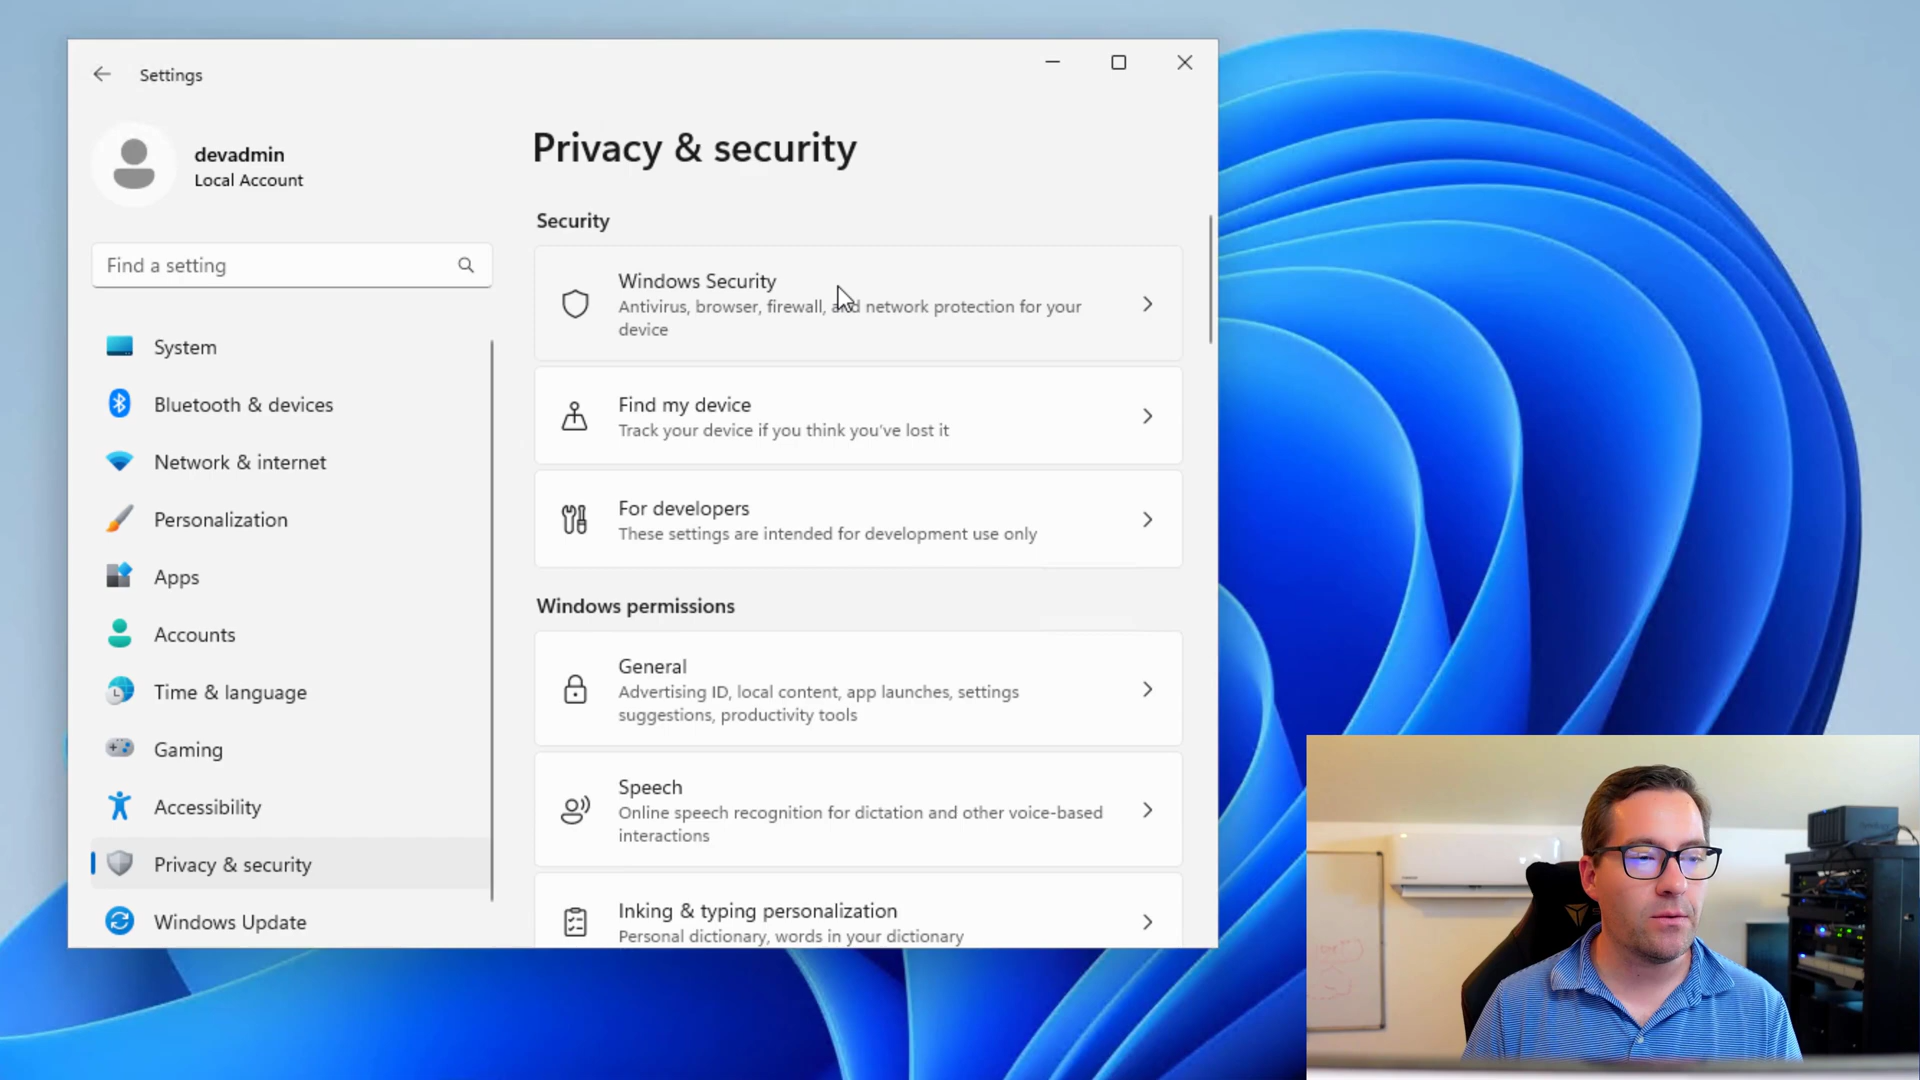 Settings
devadmin
Local Account
Find a setting
System
Bluetooth & devices
Network & internet
Personalization
Apps
Accounts
Time & language
Gaming
Accessibility
Privacy & security
Windows Update
Privacy & security
Security
Windows Security
Antivirus, browser, firewall, and network protection for your
device
Find my device
Track your device if you think you've lost it
For developers
These settings are intended for development use only
Windows permissions
General
Advertising ID, local content, app launches, settings
suggestions, productivity tools
Speech
Online speech recognition for dictation and other voice-based
interactions
Inking & typing personalization
Personal dictionary, words in your dictionary